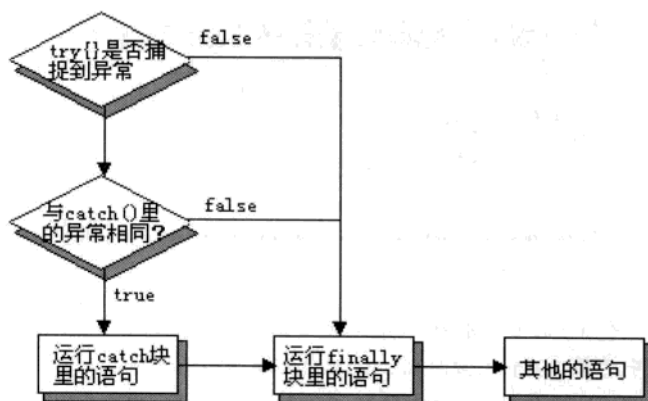 try{}是否捕
捉到异常
false
与catch()里
的异常相同?
false
true
运行catch块
里的语句
运行finally
块里的语句
其他的语句